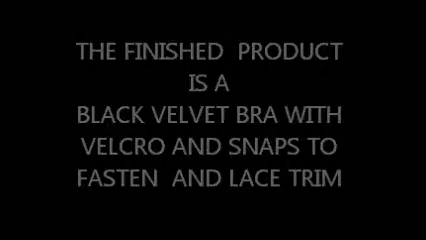 THE FINISHED PRODUCT
IS A
BLACK VELVET BRA WITH
VELCRO AND SNAPS TO
FASTEN AND LACE TRIM